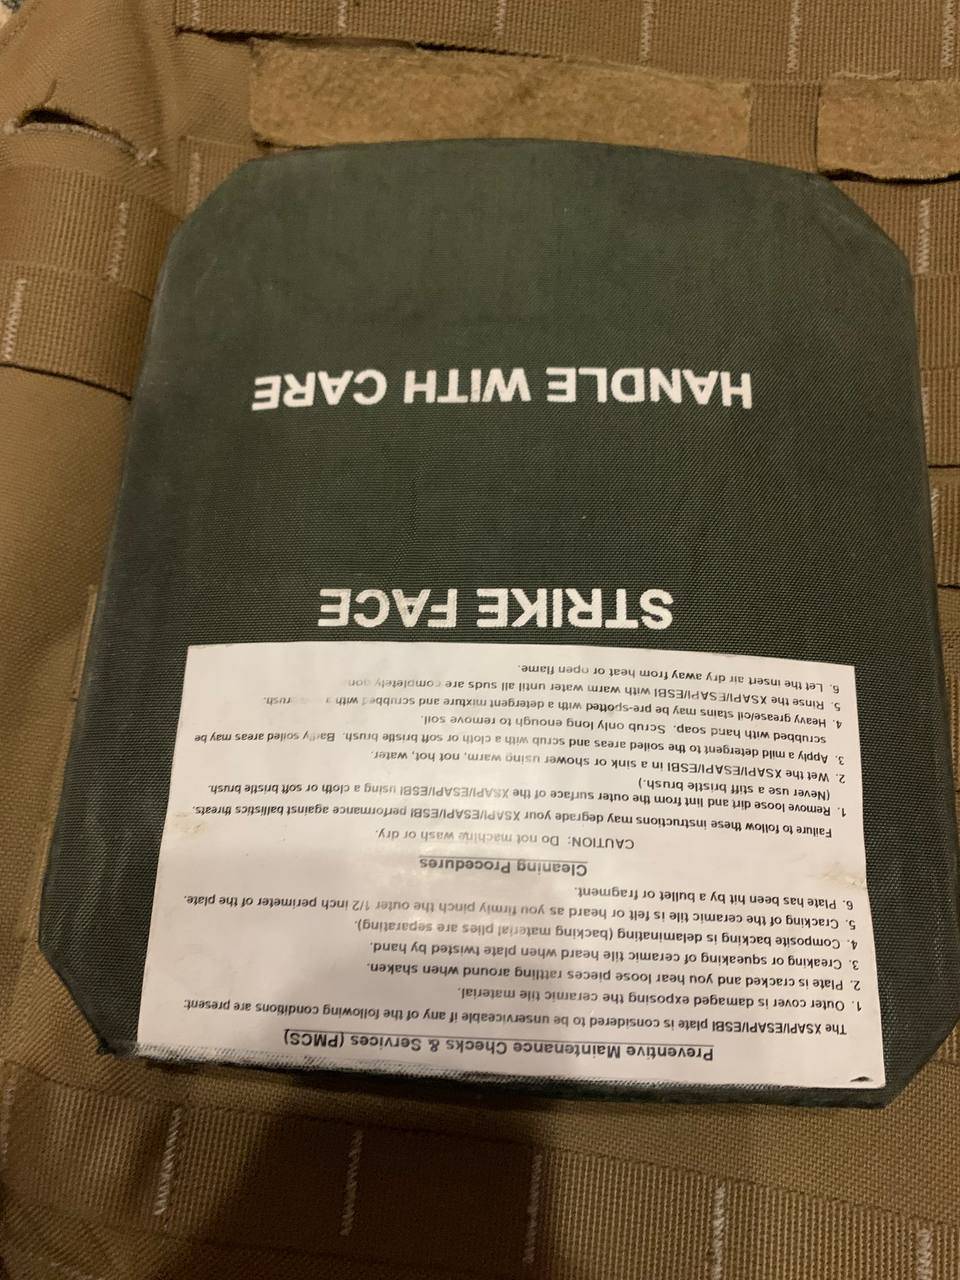 Preventive Maintenance Checks & Services (PMCS)
The XSAPI/ESAPI/ESBI plate is considered to be unserviceable if any of the following conditions are present:
1. Outer cover is damaged exposing the ceramic tile material.
2. Plate is cracked and you hear loose pieces rattling around when shaken.
3. Creaking or squeaking of ceramic tile heard when plate twisted by hand.
4. Composite backing is delaminating (backing material plies are separating).
5. Cracking of the ceramic tile is felt or heard as you firmly pinch the outer 1/2 inch perimeter of the plate.
6. Plate has been hit by a bullet or fragment.
Cleaning Procedures
CAUTION: Do not machine wash or dry.
Failure to follow these instructions may degrade your XSAPI/ESAPI/ESBI performance against ballistics threats.
1. Remove loose dirt and lint from the outer surface of the XSAPI/ESAPI/ESBI using a cloth or soft bristle brush.
(Never use a stiff bristle brush.)
2. Wet the XSAPI/ESAPI/ESBI in a sink or shower using warm, not hot, water.
3. Apply a mild detergent to the soiled areas and scrub with a cloth or soft bristle brush. Badly soiled areas may be
scrubbed with hand soap. Scrub only long enough to remove soil.
4. Heavy grease/oil stains may be pre-spotted with a detergent mixture and scrubbed with a
5. Rinse the XSAPI/ESAPI/ESBI with warm water until all suds are completely
6. Let the insert air dry away from heat or open flame.
STRIKE FACE
HANDLE WITH CARE